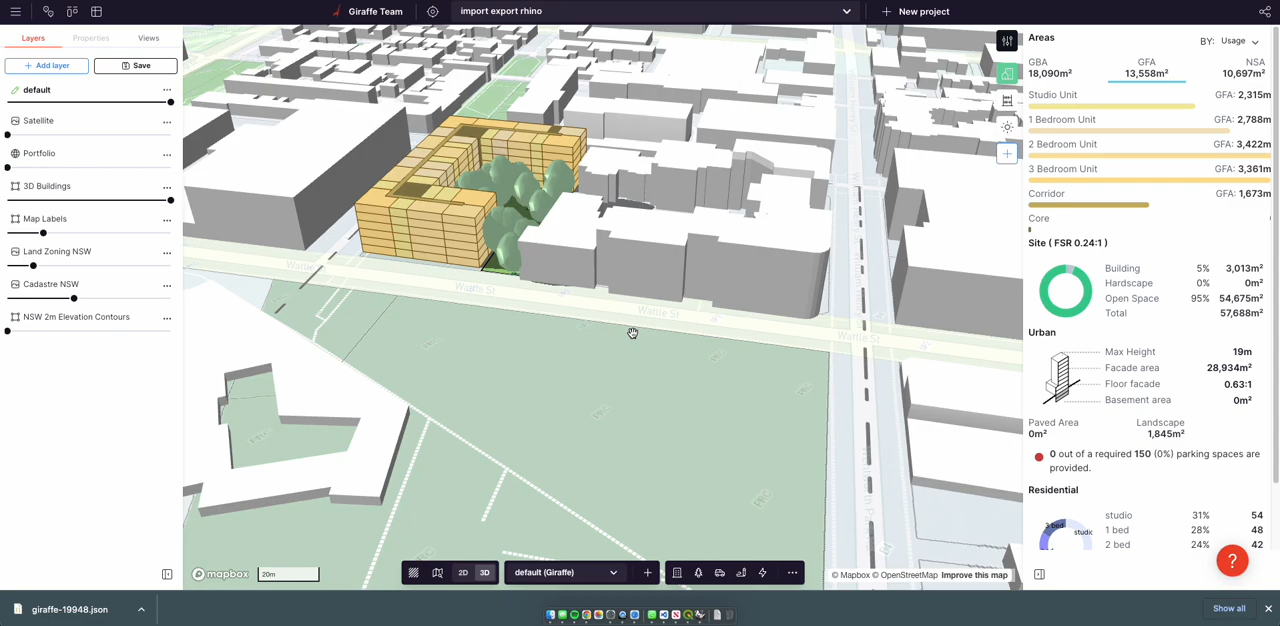 Giraffe Team
import export rhino
New project
Layers
Properties
Views
Add layer
Save
default
Satellite
Portfolio
3D Buildings
Map Labels
Land Zoning NSW
Cadastre NSW
NSW 2m Elevation Contours
Wattle St
Wattle St
Wattle St
mapbox
20m
2D
3D
default (Giraffe)
© Mapbox © OpenStreetMap Improve this map
Areas
BY: Usage
GBA GFA NSA
18,090m² 13,558m² 10,697m²
Studio Unit GFA: 2,315m
1 Bedroom Unit GFA: 2,788m
2 Bedroom Unit GFA: 3,422m
3 Bedroom Unit GFA: 3,361m
Corridor GFA: 1,673m
Core
Site ( FSR 0.24:1 )
Building 5% 3,013m²
Hardscape 0% 0m²
Open Space 95% 54,675m²
Total 57,688m²
Urban
Max Height 19m
Facade area 28,934m²
Floor facade 0.63:1
Basement area 0m²
Paved Area Landscape
0m² 1,845m²
0 out of a required 150 (0%) parking spaces are
provided.
Residential
3 bed
studio 31% 54
1 bed 28% 48
2 bed 24% 42
?
giraffe-19948.json
Show all